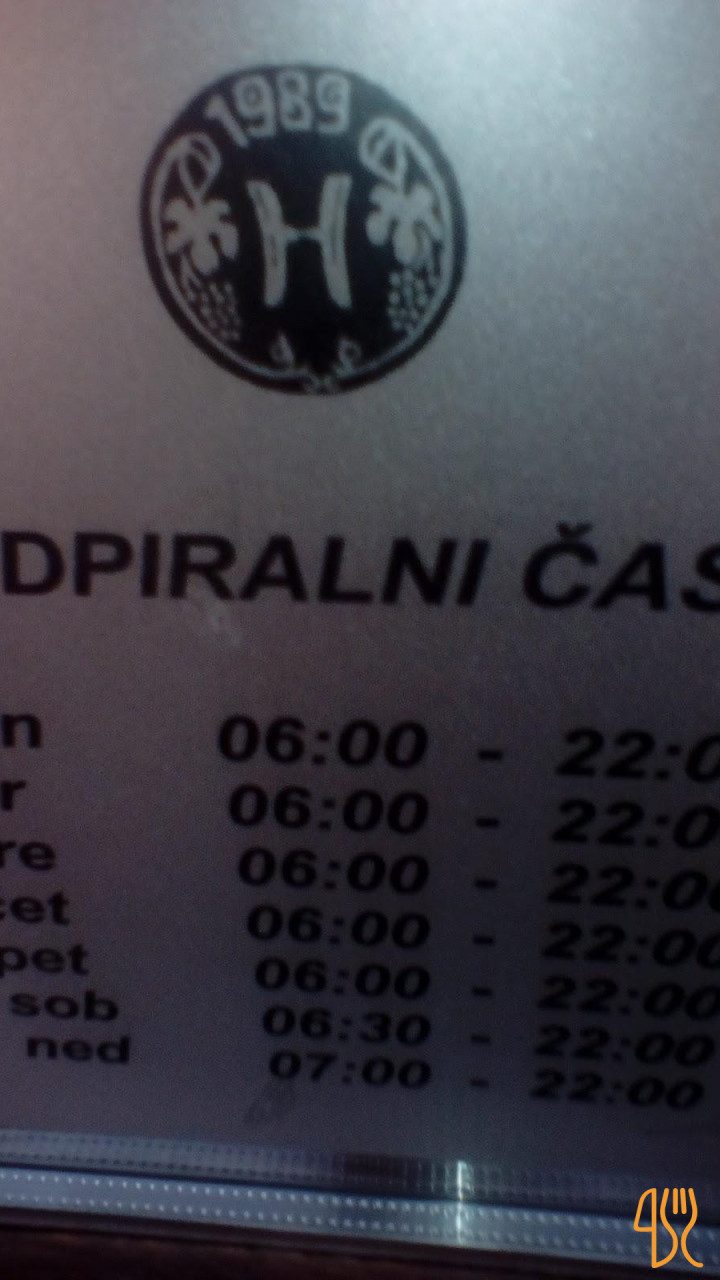 1989
H
DPIRALNI ČAS
n 06:00 - 22:0
r 06:00 - 22:0
re 06:00 - 22:00
čet 06:00 - 22:00
pet 06:00 - 22:00
sob 06:30 - 22:00
ned 07:00 - 22:00